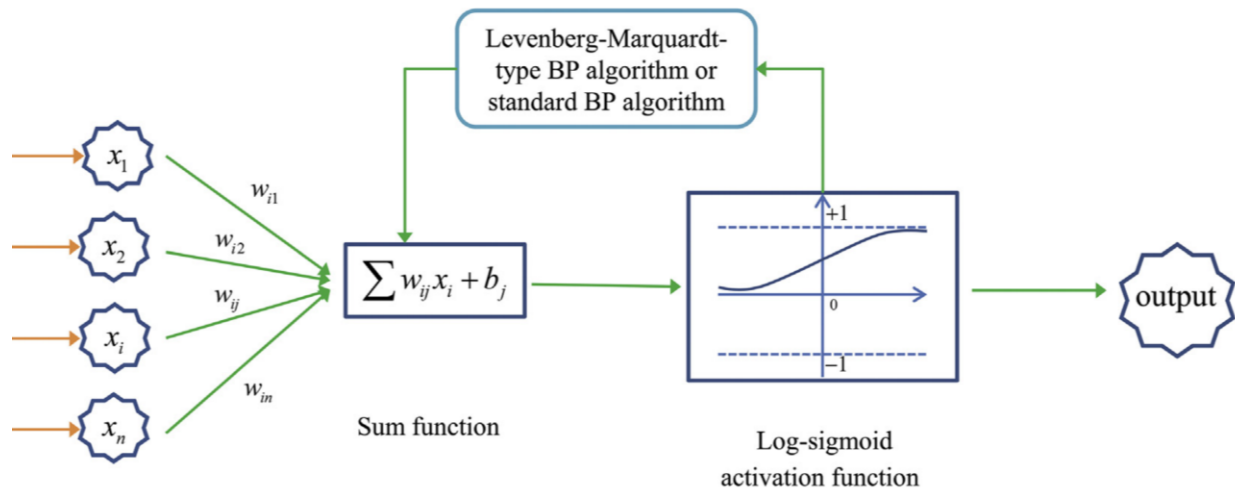 Levenberg-Marquardt-
type BP algorithm or
standard BP algorithm
x₁
x₂
xᵢ
xₙ
wᵢ₁
wᵢ₂
wᵢⱼ
wᵢₙ
∑ wᵢⱼxᵢ + bⱼ
Sum function
+1
0
−1
Log-sigmoid
activation function
output